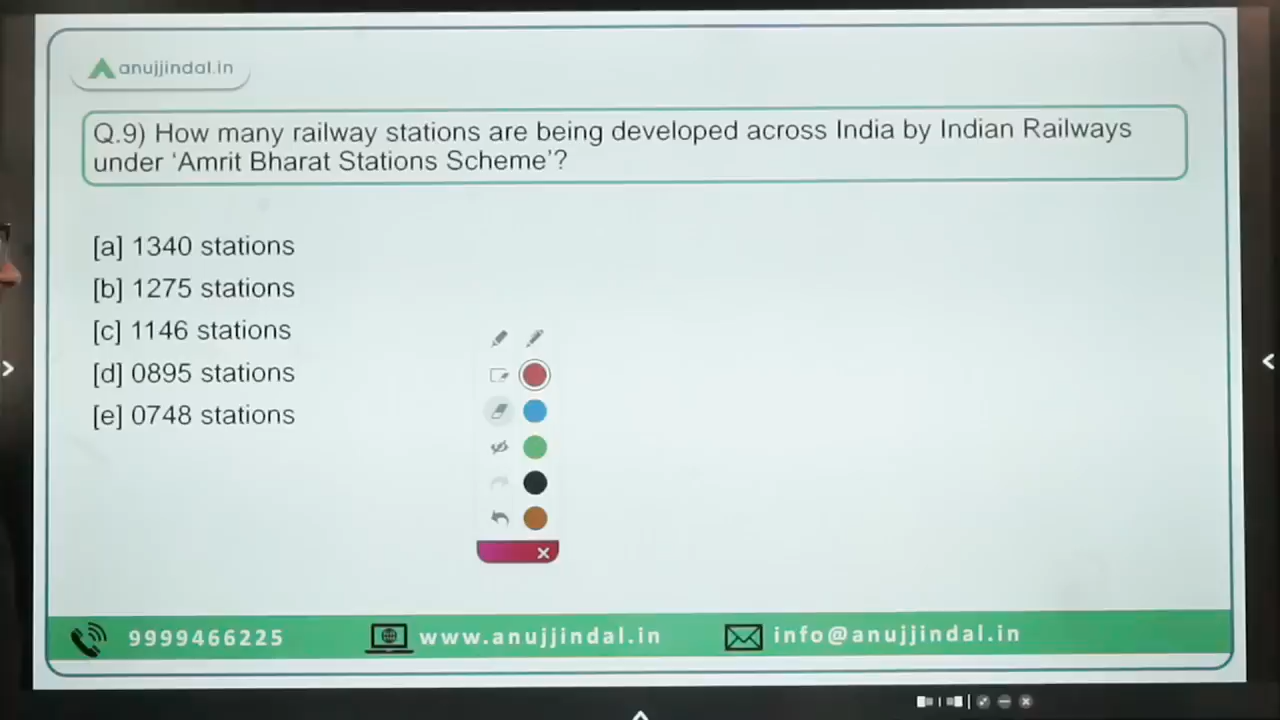 anujjindal.in
Q.9) How many railway stations are being developed across India by Indian Railways
under ‘Amrit Bharat Stations Scheme’?
[a] 1340 stations
[b] 1275 stations
[c] 1146 stations
[d] 0895 stations
[e] 0748 stations
9999466225
www.anujjindal.in
info@anujjindal.in